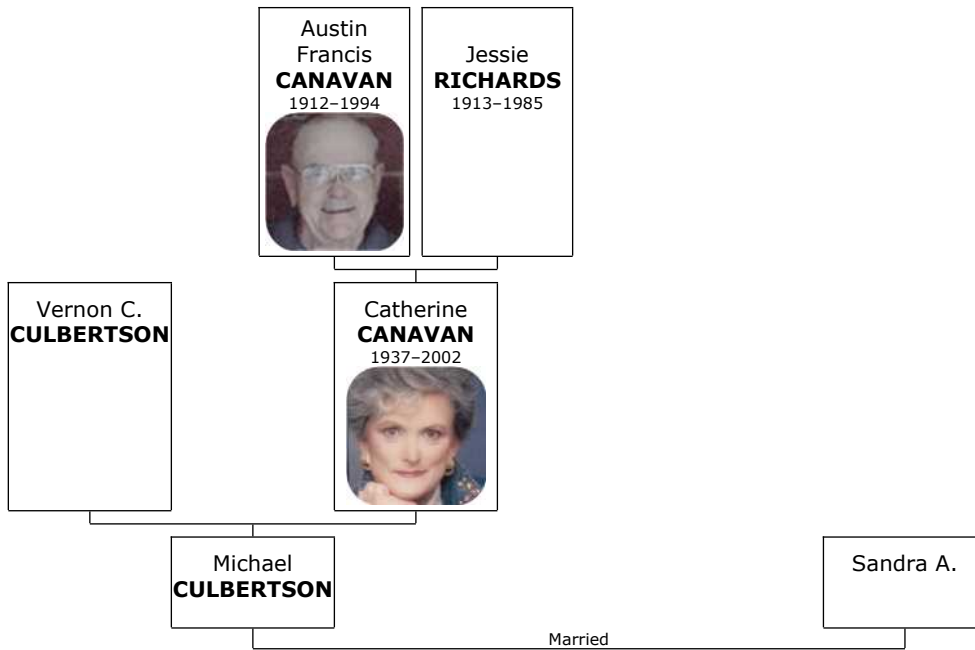 Austin
Francis
CANAVAN
1912–1994
Jessie
RICHARDS
1913–1985
Vernon C.
CULBERTSON
Catherine
CANAVAN
1937–2002
Michael
CULBERTSON
Sandra A.
Married